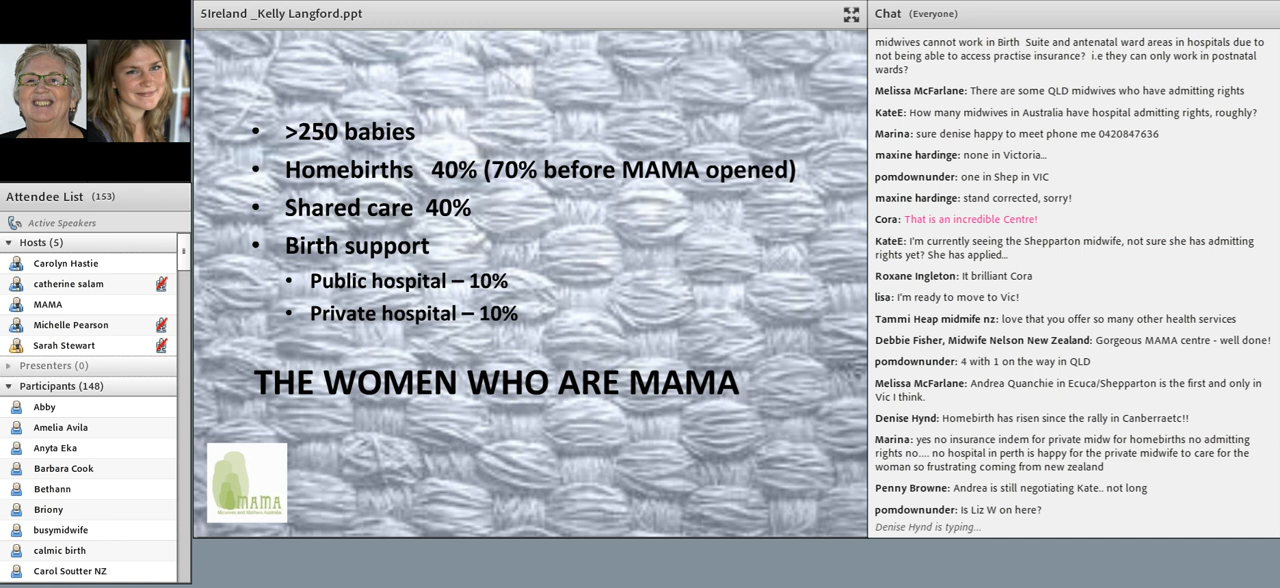 5Ireland _Kelly Langford.ppt
Attendee List (153)
Active Speakers
Hosts (5)
Carolyn Hastie
catherine salam
MAMA
Michelle Pearson
Sarah Stewart
Presenters (0)
Participants (148)
Abby
Amelia Avila
Anyta Eka
Barbara Cook
Bethann
Briony
busymidwife
calmic birth
Carol Soutter NZ
• >250 babies
• Homebirths 40% (70% before MAMA opened)
• Shared care 40%
• Birth support
• Public hospital – 10%
• Private hospital – 10%
THE WOMEN WHO ARE MAMA
MAMA
Midwives and Mothers Australia
Chat (Everyone)
midwives cannot work in Birth Suite and antenatal ward areas in hospitals due to
not being able to access practise insurance? i.e they can only work in postnatal
wards?
Melissa McFarlane: There are some QLD midwives who have admitting rights
KateE: How many midwives in Australia have hospital admitting rights, roughly?
Marina: sure denise happy to meet phone me 0420847636
maxine hardinge: none in Victoria...
pomdownunder: one in Shep in VIC
maxine hardinge: stand corrected, sorry!
Cora: That is an incredible Centre!
KateE: I'm currently seeing the Shepparton midwife, not sure she has admitting
rights yet? She has applied...
Roxane Ingleton: It brilliant Cora
lisa: I'm ready to move to Vic!
Tammi Heap midmife nz: love that you offer so many other health services
Debbie Fisher, Midwife Nelson New Zealand: Gorgeous MAMA centre - well done!
pomdownunder: 4 with 1 on the way in QLD
Melissa McFarlane: Andrea Quanchie in Ecuca/Shepparton is the first and only in
Vic I think.
Denise Hynd: Homebirth has risen since the rally in Canberraetc!!
Marina: yes no insurance indem for private midw for homebirths no admitting
rights no.... no hospital in perth is happy for the private midwife to care for the
woman so frustrating coming from new zealand
Penny Browne: Andrea is still negotiating Kate.. not long
pomdownunder: Is Liz W on here?
Denise Hynd is typing...